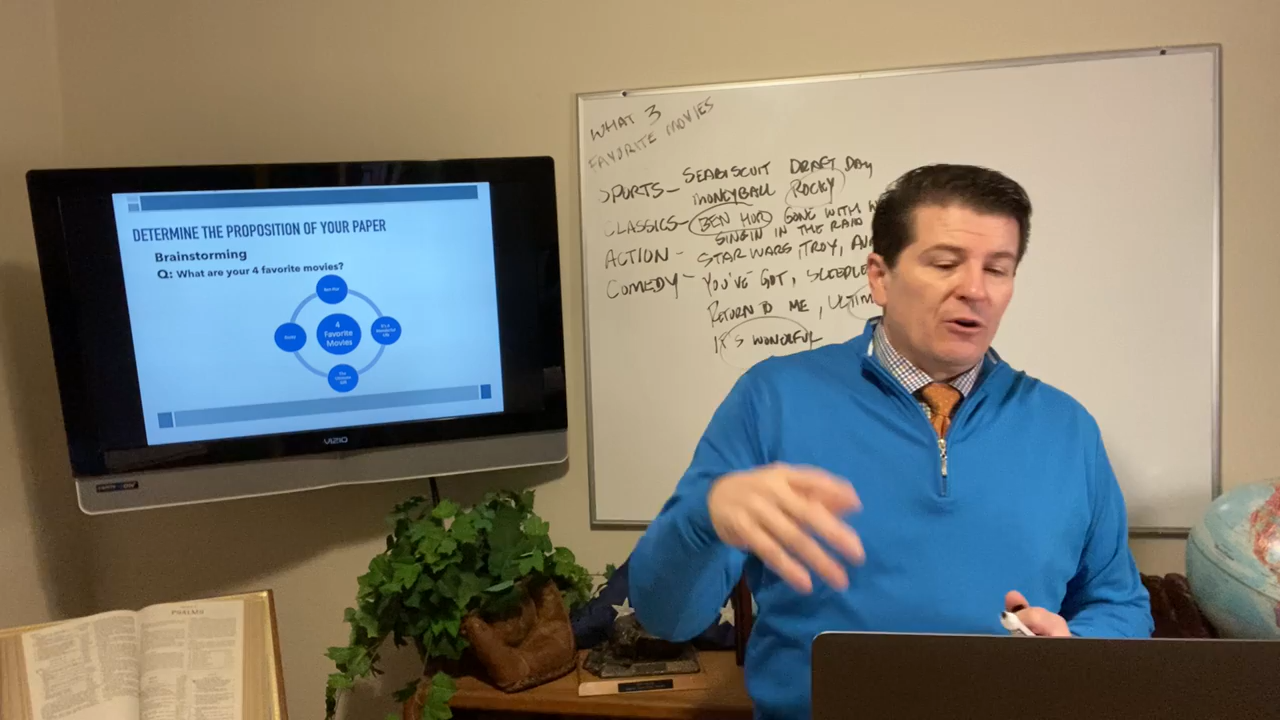 DETERMINE THE PROPOSITION OF YOUR PAPER
Brainstorming
Q: What are your 4 favorite movies?
4
Favorite
Movies
VIZIO
WHAT 3
FAVORITE MOVIES
SPORTS - SEABISCUIT DRAFT DAY
MONEYBALL ROCKY
CLASSICS - BEN HUR GONE WITH W
SINGIN IN THE RAIN
ACTION - STAR WARS, TROY,
COMEDY - YOU'VE GOT, SLEEPLE
RETURN TO ME, ULTIM
IT'S WONDERFUL
PSALMS